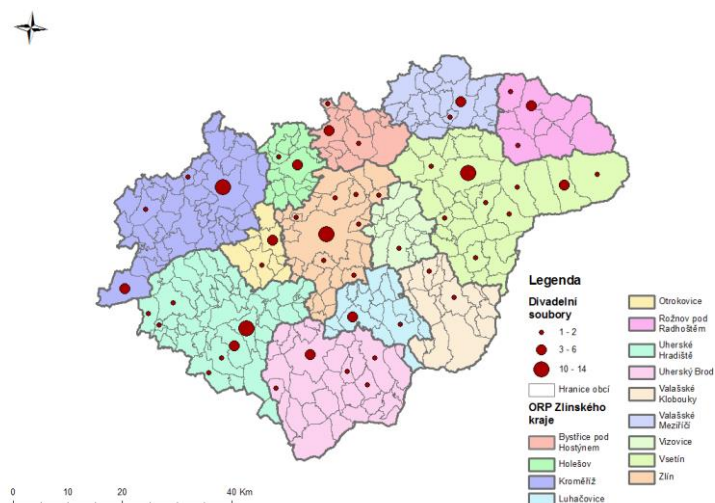 Legenda
Divadelní
soubory
1 - 2
3 - 6
10 - 14
Hranice obcí
ORP Zlínského
kraje
Bystřice pod
Hostýnem
Holešov
Kroměříž
Luhačovice
Otrokovice
Rožnov pod
Radhoštěm
Uherské
Hradiště
Uherský Brod
Valašské
Klobouky
Valašské
Meziříčí
Vizovice
Vsetín
Zlín
0 10 20 40 Km